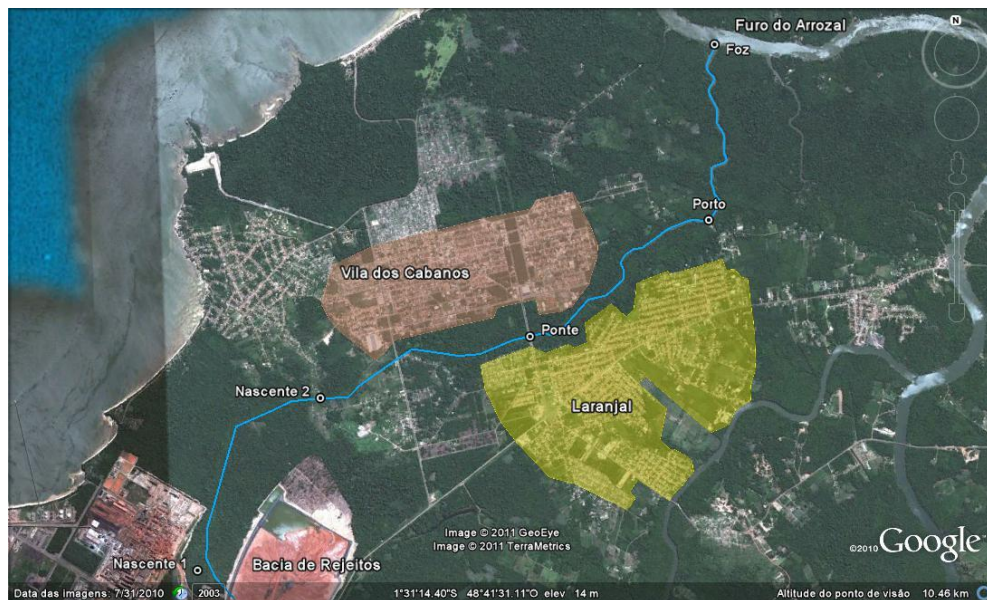 Furo do Arrozal
N
Foz
Porto
Vila dos Cabanos
Ponte
Nascente 2
Laranjal
Image © 2011 GeoEye
Image © 2011 TerraMetrics
©2010 Google
Nascente 1
Bacia de Rejeitos
Data das imagens: 7/31/2010
2003
1°31'14.40"S 48°41'31.11"O elev 14 m
Altitude do ponto de visão 10.46 km